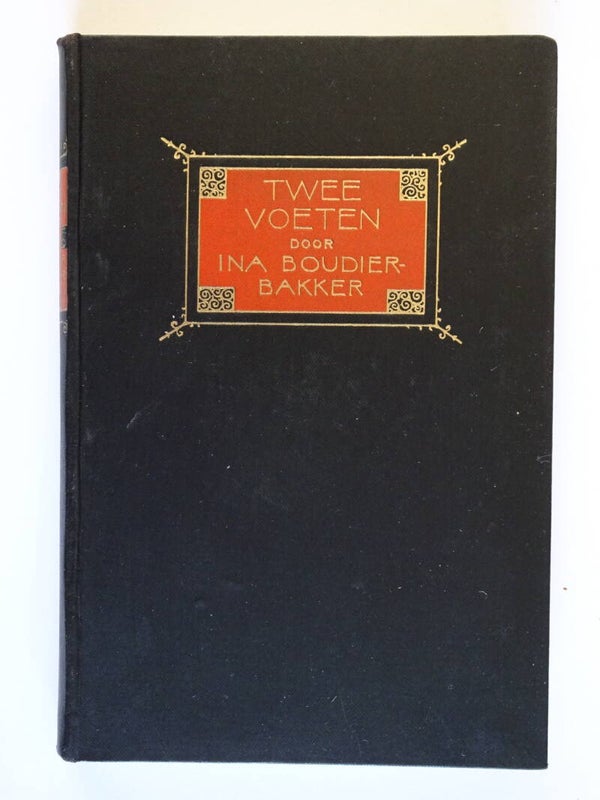 TWEE
VOETEN
DOOR
INA BOUDIER-
BAKKER